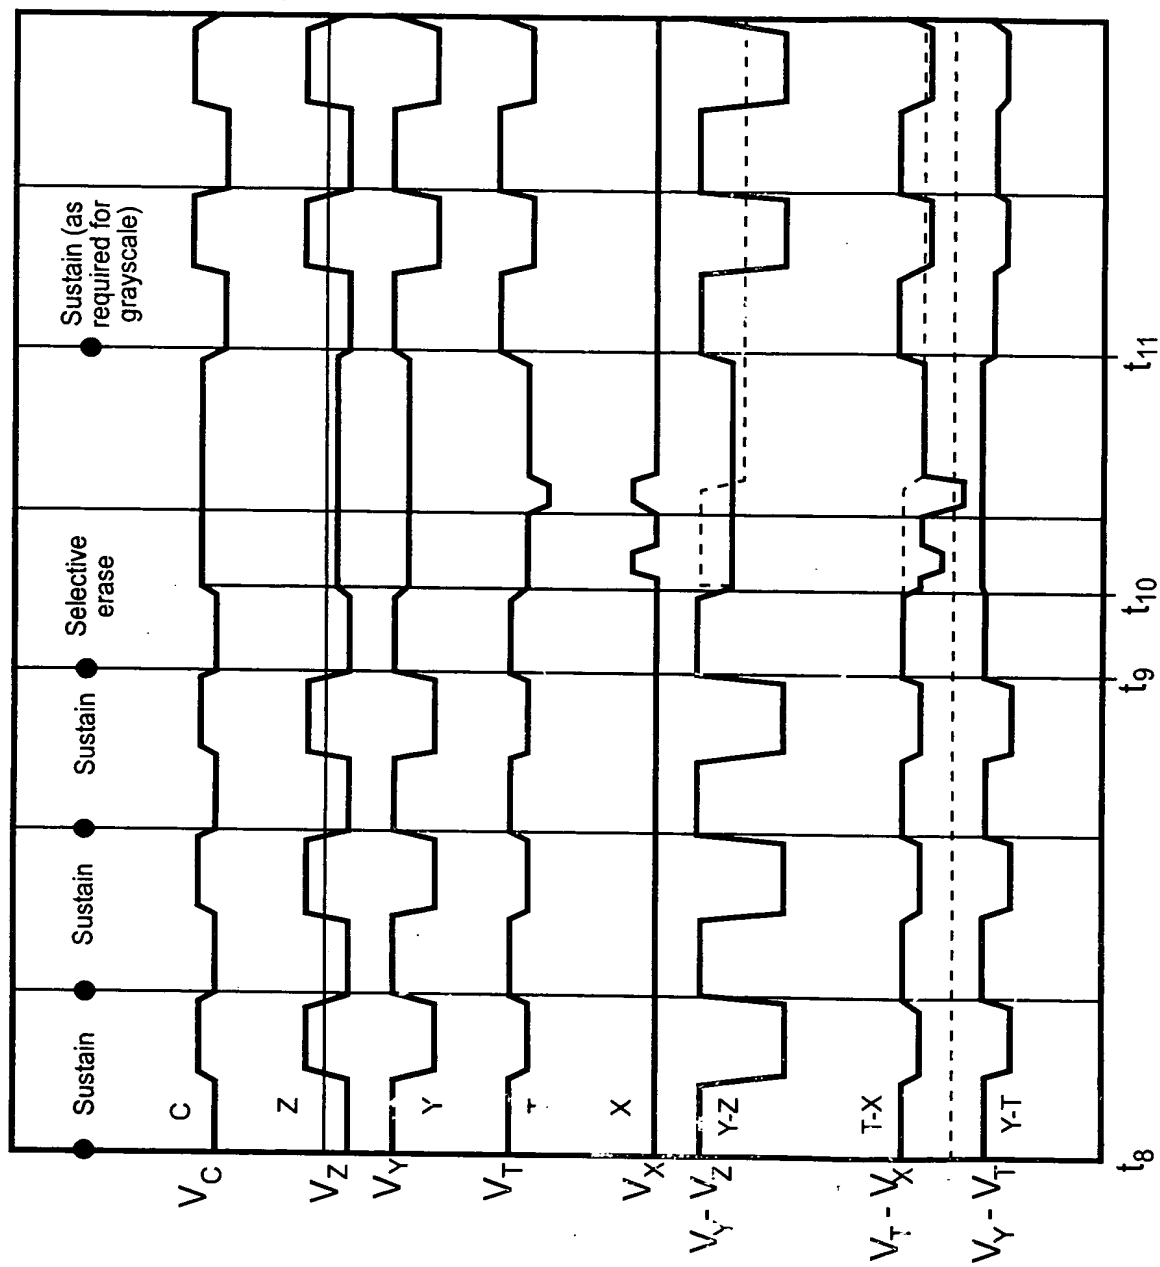 Sustain
Sustain
Sustain
Selective
erase
Sustain (as
required for
grayscale)
V_C
C
V_Z
Z
V_Y
Y
V_T
T
V_X
X
V_Y - V_Z
Y-Z
V_T - V_X
T-X
V_Y - V_T
Y-T
t_8
t_9
t_10
t_11